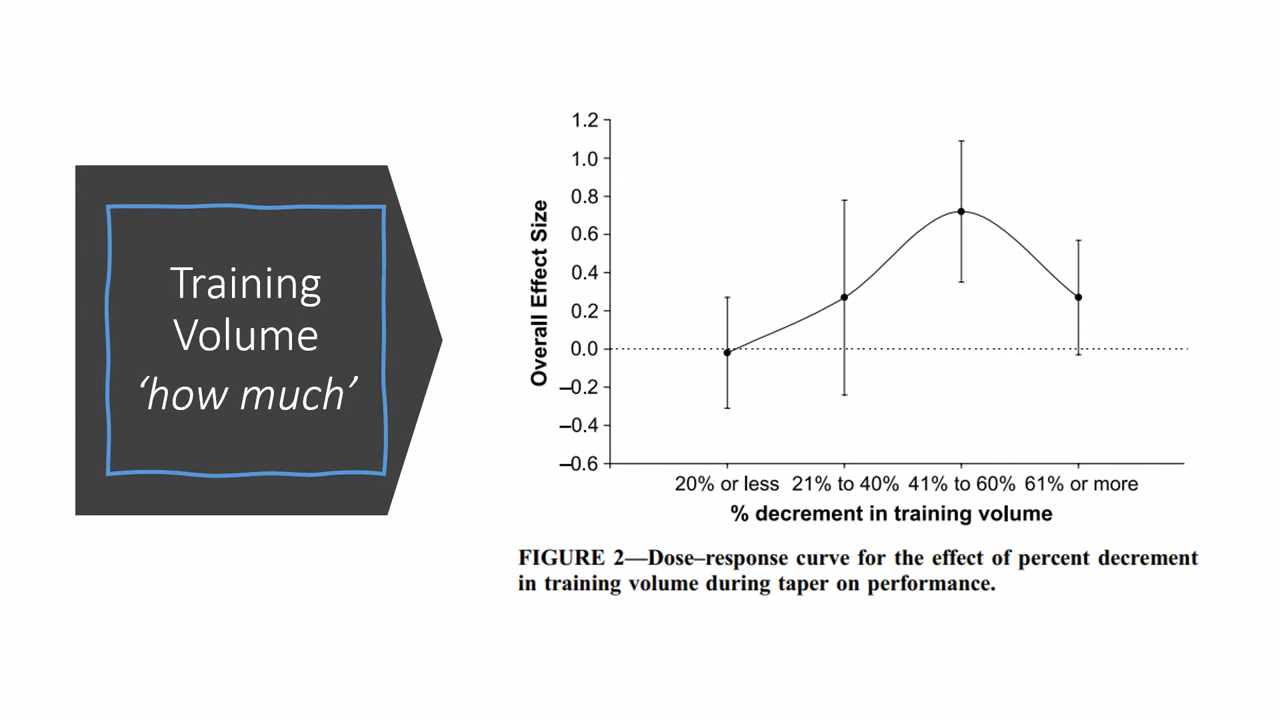 Training
Volume
‘how much’
1.2
1.0
0.8
0.6
0.4
0.2
0.0
–0.2
–0.4
–0.6
Overall Effect Size
20% or less 21% to 40% 41% to 60% 61% or more
% decrement in training volume
FIGURE 2—Dose–response curve for the effect of percent decrement
in training volume during taper on performance.